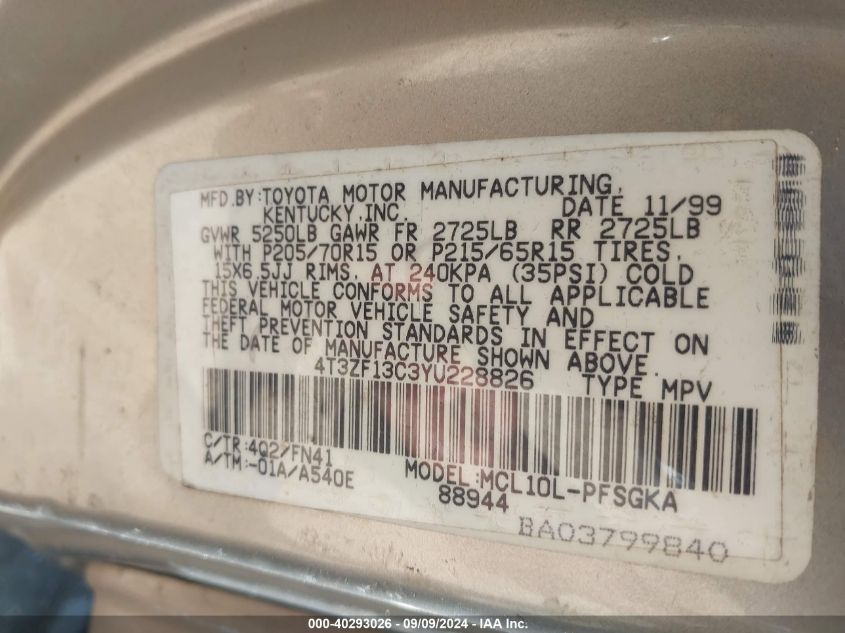 MFD.BY:TOYOTA MOTOR MANUFACTURING,
KENTUCKY,INC. DATE 11/99
GVWR 5250LB GAWR FR 2725LB RR 2725LB
WITH P205/70R15 OR P215/65R15 TIRES,
15X6.5JJ RIMS, AT 240KPA (35PSI) COLD
THIS VEHICLE CONFORMS TO ALL APPLICABLE
FEDERAL MOTOR VEHICLE SAFETY AND
THEFT PREVENTION STANDARDS IN EFFECT ON
THE DATE OF MANUFACTURE SHOWN ABOVE.
4T3ZF13C3YU228826 TYPE MPV
C/TR:4Q2/FN41
A/TM:-01A/A540E MODEL:MCL10L-PFSGKA
88944
BA03799840
000-40293026 - 09/09/2024 - IAA Inc.